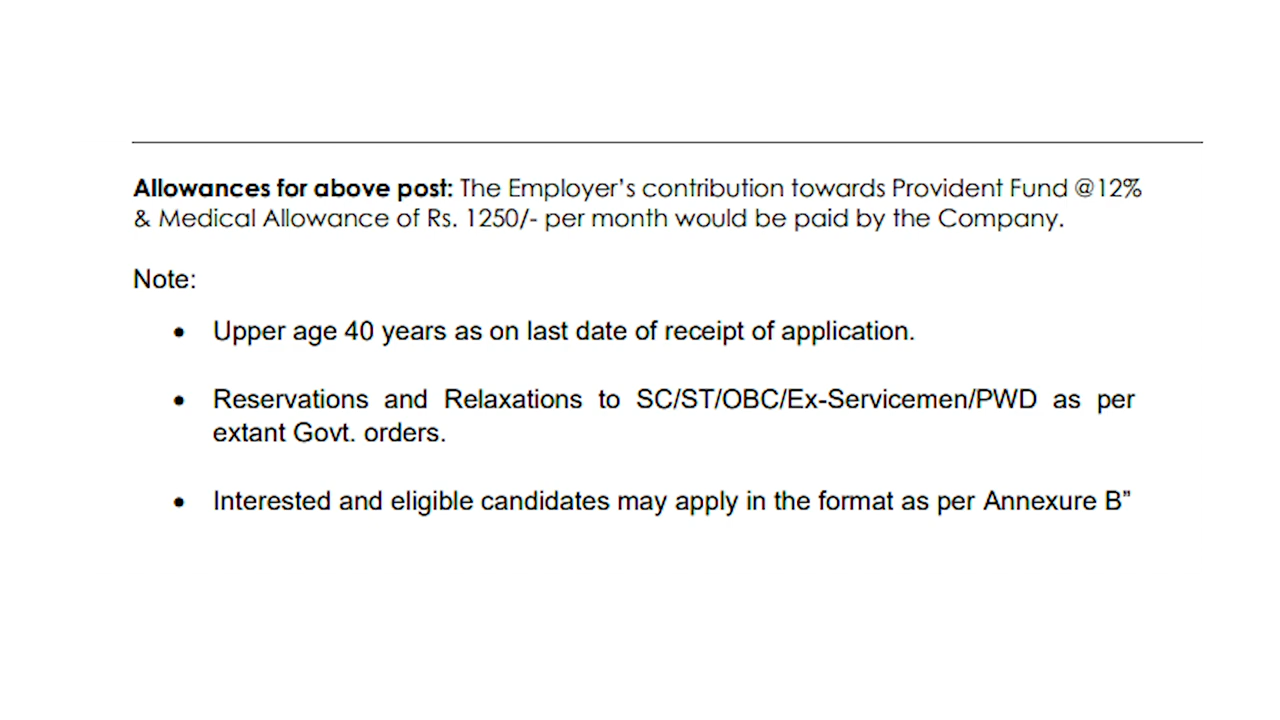 Allowances for above post: The Employer’s contribution towards Provident Fund @12%
& Medical Allowance of Rs. 1250/- per month would be paid by the Company.
Note:
• Upper age 40 years as on last date of receipt of application.
• Reservations and Relaxations to SC/ST/OBC/Ex-Servicemen/PWD as per
extant Govt. orders.
• Interested and eligible candidates may apply in the format as per Annexure B”